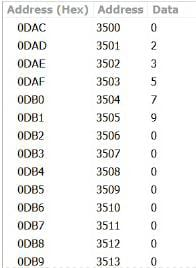 Address (Hex) Address Data
0DAC 3500 0
0DAD 3501 2
0DAE 3502 3
0DAF 3503 5
0DB0 3504 7
0DB1 3505 9
0DB2 3506 0
0DB3 3507 0
0DB4 3508 0
0DB5 3509 0
0DB6 3510 0
0DB7 3511 0
0DB8 3512 0
0DB9 3513 0